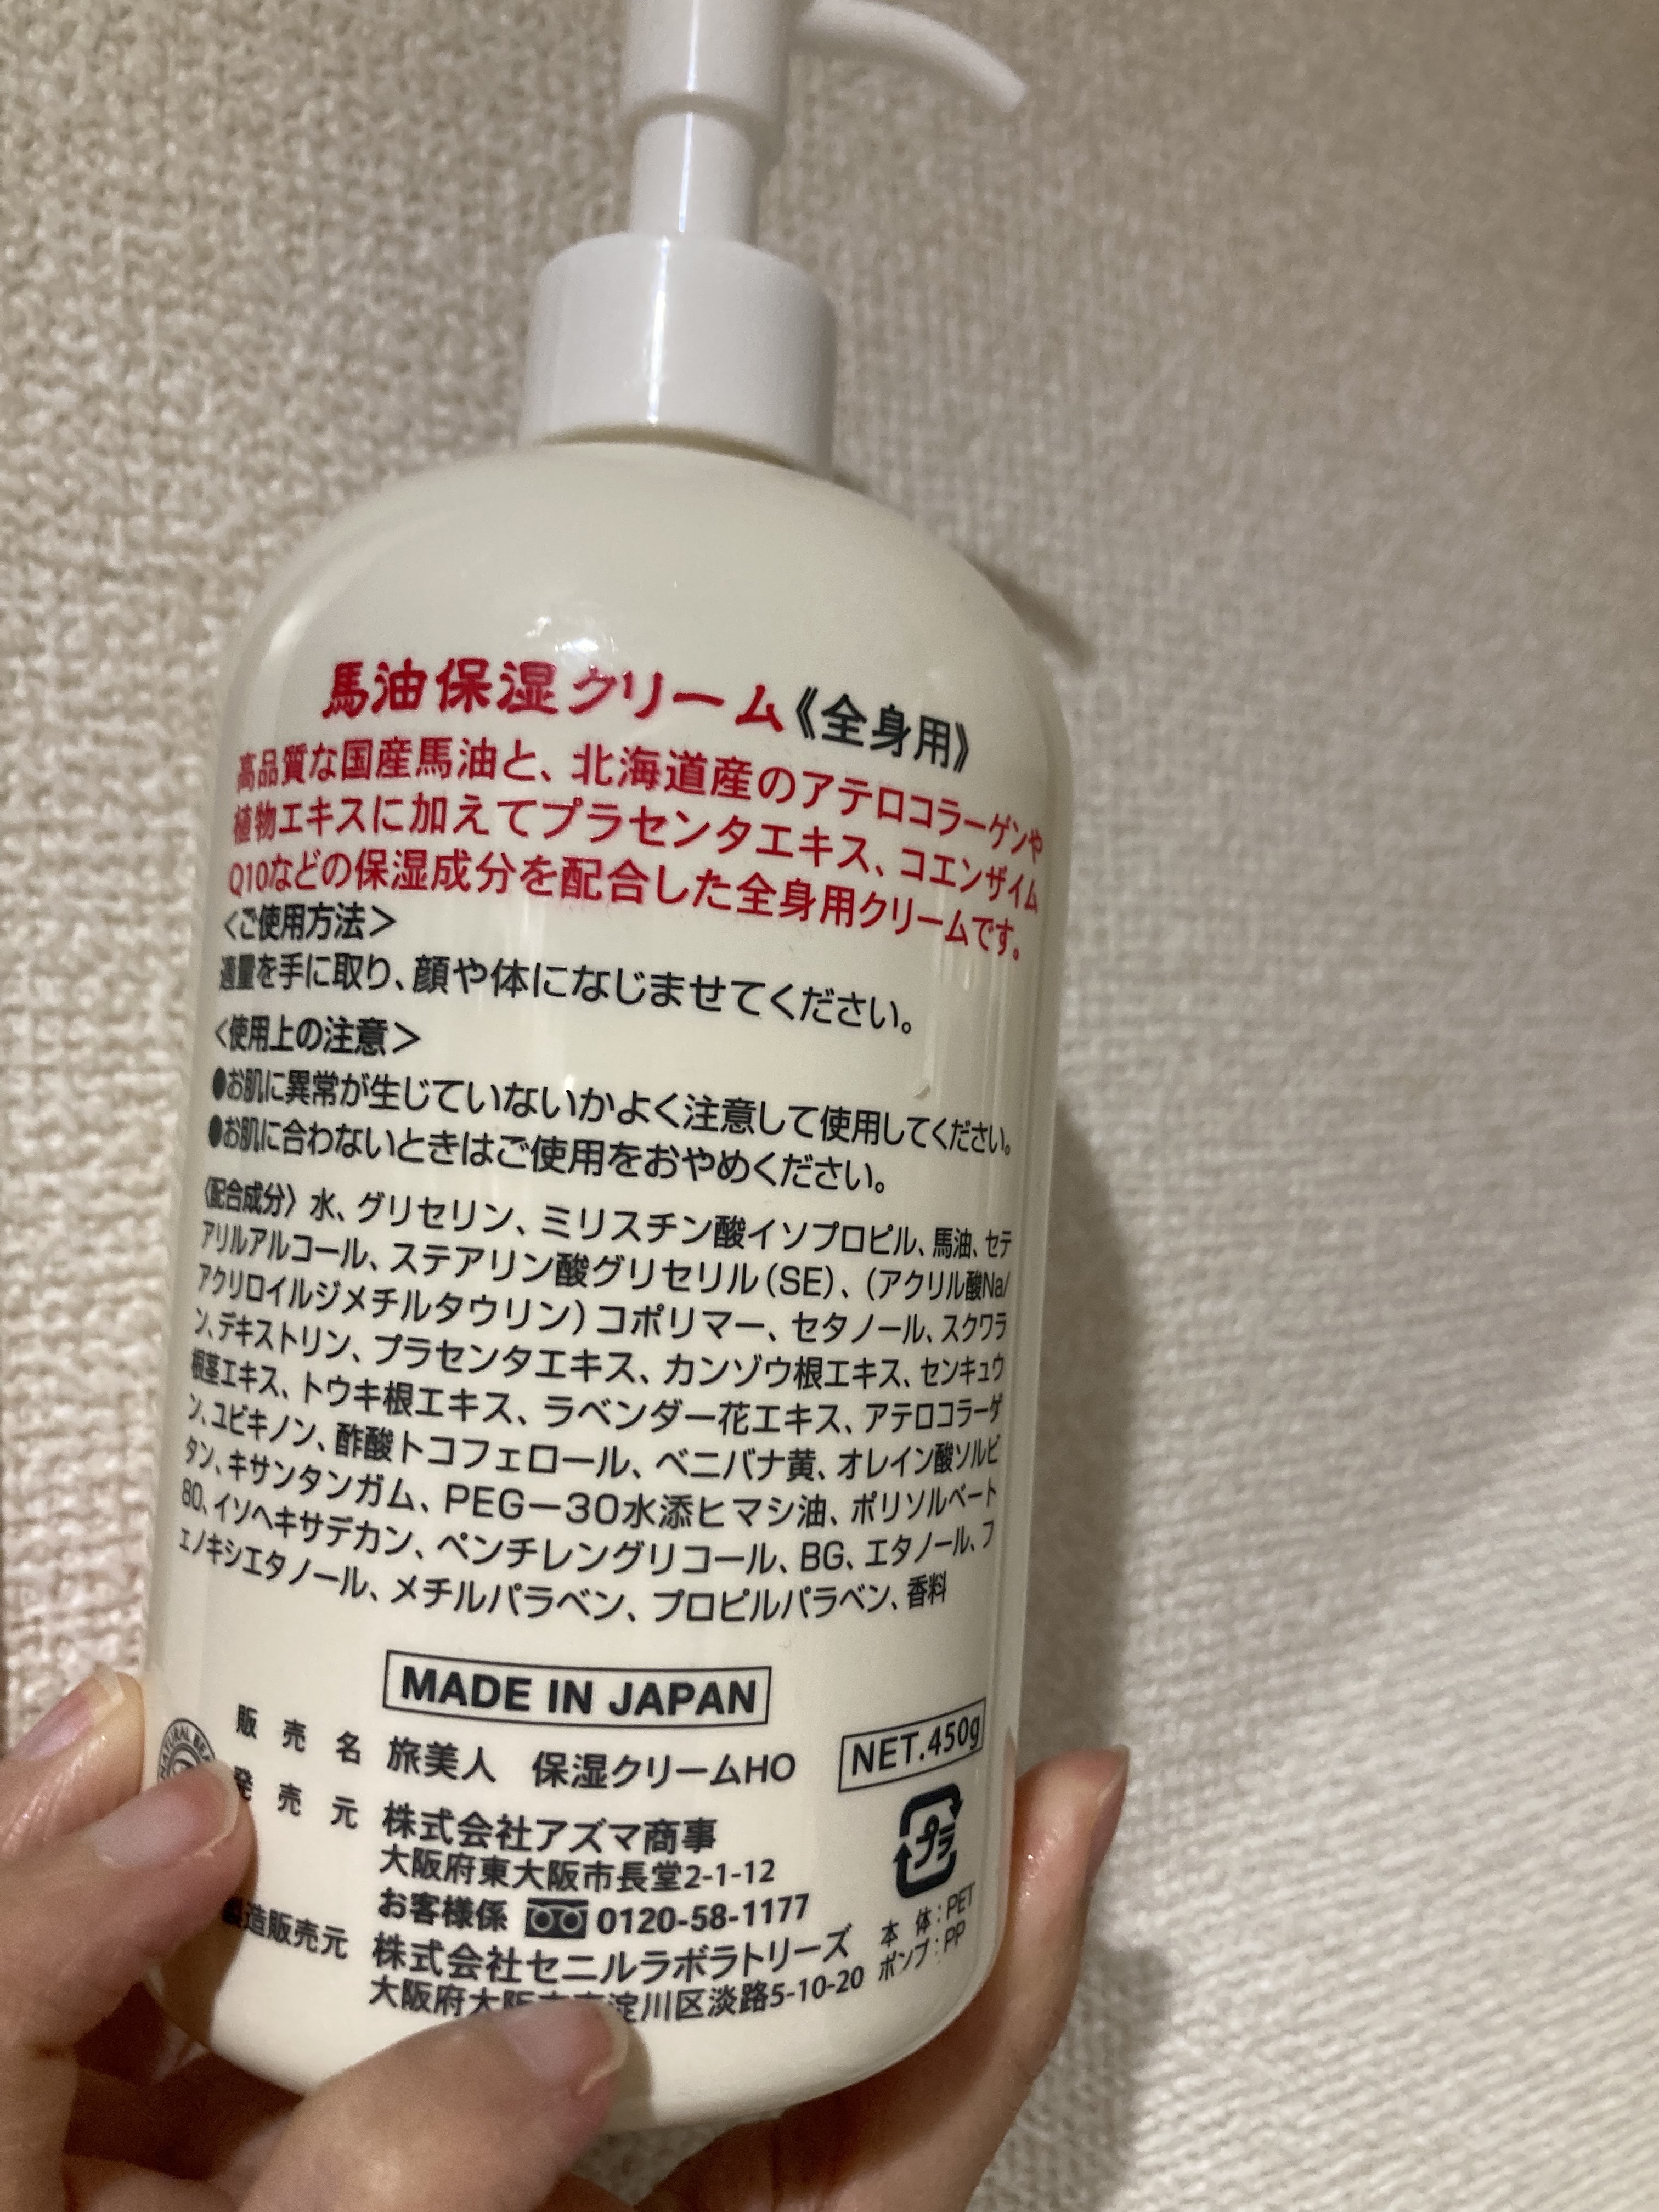 馬油保湿クリーム《全身用》
高品質な国産馬油と、北海道産のアテロコラーゲンや
植物エキスに加えてプラセンタエキス、コエンザイム
Q10などの保湿成分を配合した全身用クリームです。
<ご使用方法>
適量を手に取り、顔や体になじませてください。
<使用上の注意>
●お肌に異常が生じていないかよく注意して使用してください。
●お肌に合わないときはご使用をおやめください。
〈配合成分〉水、グリセリン、ミリスチン酸イソプロピル、馬油、セテ
アリルアルコール、ステアリン酸グリセリル(SE)、(アクリル酸Na/
アクリロイルジメチルタウリン)コポリマー、セタノール、スクワラ
ン、デキストリン、プラセンタエキス、カンゾウ根エキス、センキュウ
根茎エキス、トウキ根エキス、ラベンダー花エキス、アテロコラーゲ
ン、ユビキノン、酢酸トコフェロール、ベニバナ黄、オレイン酸ソルビ
タン、キサンタンガム、PEG-30水添ヒマシ油、ポリソルベート
80、イソヘキサデカン、ペンチレングリコール、BG、エタノール、フ
ェノキシエタノール、メチルパラベン、プロピルパラベン、香料
MADE IN JAPAN
販売名 旅美人 保湿クリームHO
NET.450g
発売元 株式会社アズマ商事
大阪府東大阪市長堂2-1-12
お客様係 0120-58-1177
造販売元 株式会社セニルラボラトリーズ
大阪府大 淀川区淡路5-10-20
プラ
本体:PET
ポンプ:PP
NATURAL